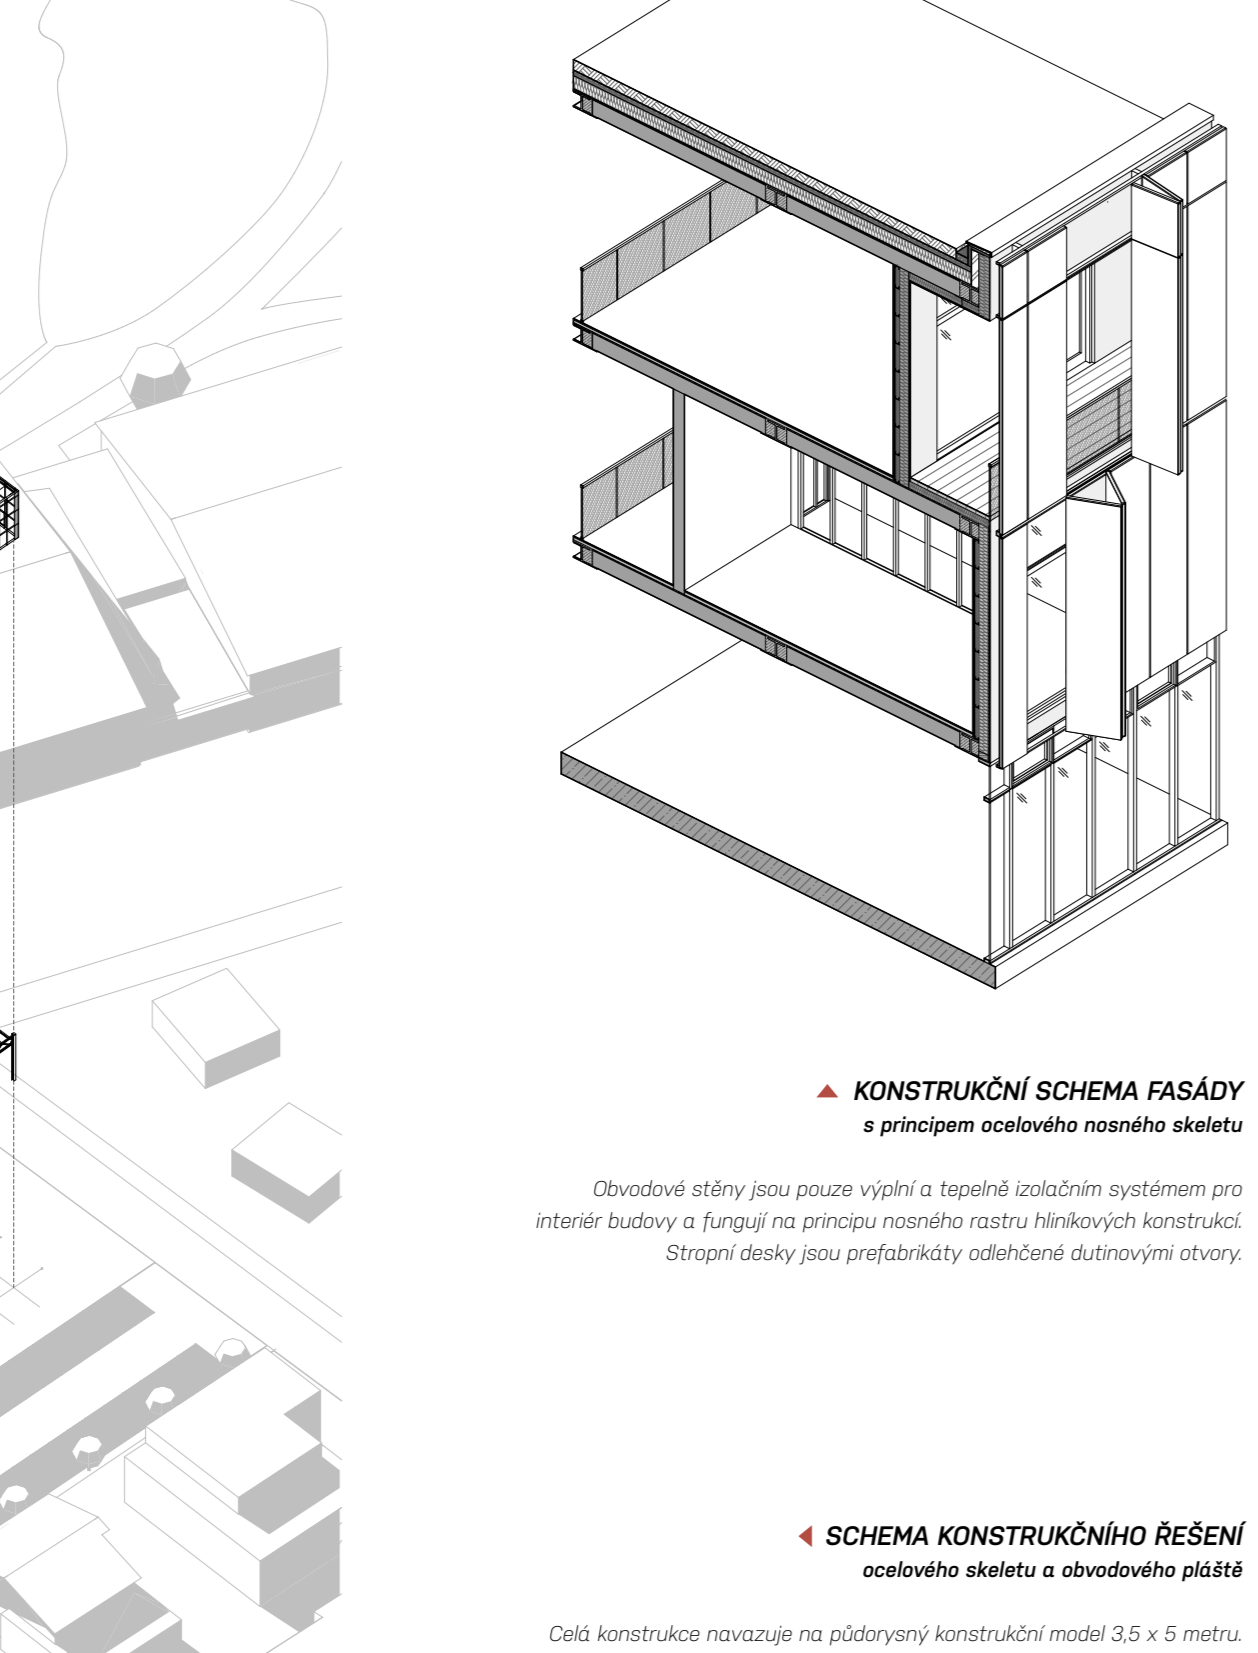 KONSTRUKČNÍ SCHEMA FASÁDY
s principem ocelového nosného skeletu
Obvodové stěny jsou pouze výplní a tepelně izolačním systémem pro
interiér budovy a fungují na principu nosného rastru hliníkových konstrukcí.
Stropní desky jsou prefabrikáty odlehčené dutinovými otvory.
SCHEMA KONSTRUKČNÍHO ŘEŠENÍ
ocelového skeletu a obvodového pláště
Celá konstrukce navazuje na půdorysný konstrukční model 3,5 x 5 metru.